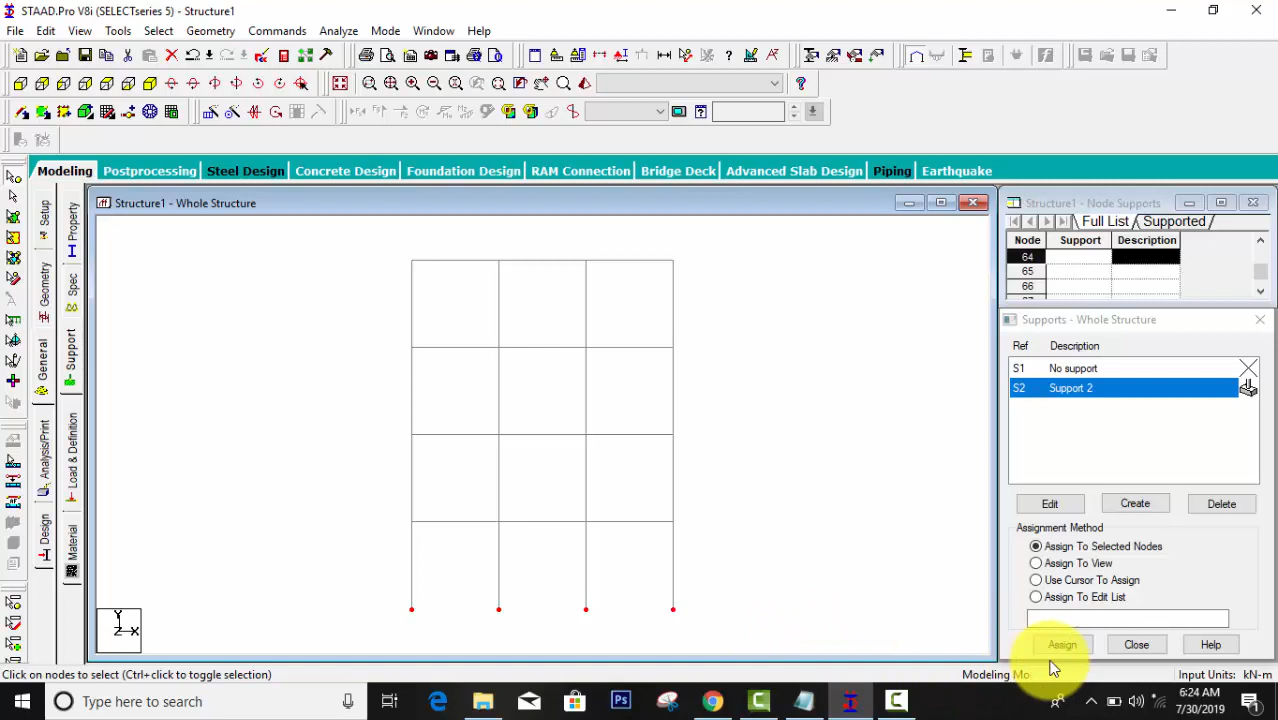 STAAD.Pro V8i (SELECTseries 5) - Structure1
File Edit View Tools Select Geometry Commands Analyze Mode Window Help
Modeling Postprocessing Steel Design Concrete Design Foundation Design RAM Connection Bridge Deck Advanced Slab Design Piping Earthquake
Setup
Geometry
General
Analysis/Print
Design
Property
Spec
Support
Load & Definition
Material
Structure1 - Whole Structure
Y
Z X
Structure1 - Node Supports
Full List Supported
Node Support Description
64
65
66
Supports - Whole Structure
Ref Description
S1 No support
S2 Support 2
Edit Create Delete
Assignment Method
Assign To Selected Nodes
Assign To View
Use Cursor To Assign
Assign To Edit List
Assign Close Help
Click on nodes to select (Ctrl+click to toggle selection)
Modeling Mo
Input Units: kN-m
Type here to search
Ps
6:24 AM
7/30/2019